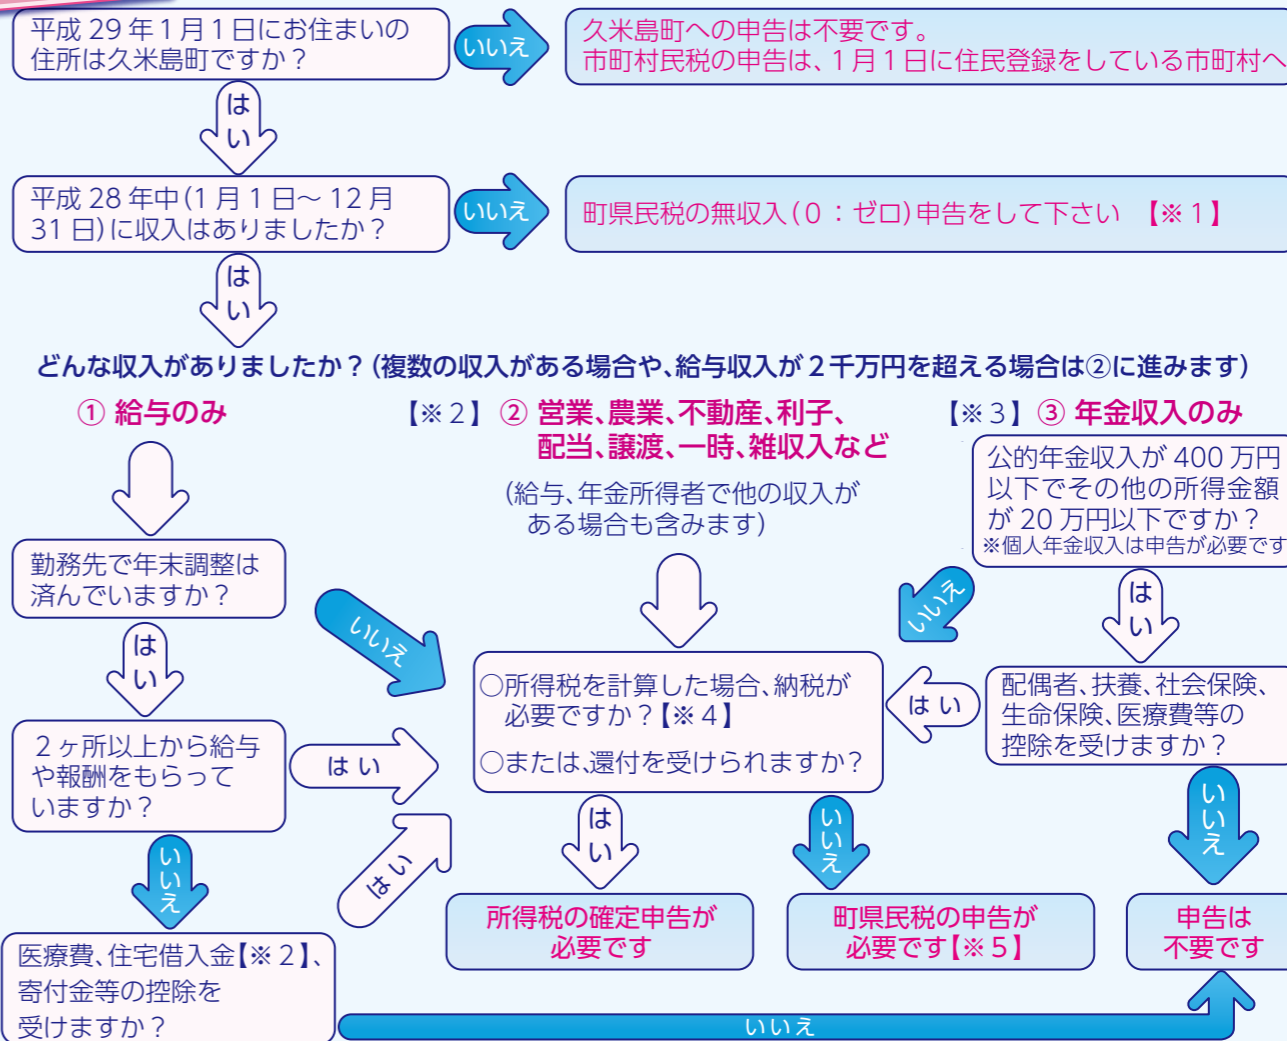 平成 29 年 1 月 1 日にお住まいの
住所は久米島町ですか？
いいえ
久米島町への申告は不要です。
市町村民税の申告は、1 月 1 日に住民登録をしている市町村へ
はい
平成 28 年中(1 月 1 日～ 12 月
31 日)に収入はありましたか？
いいえ
町県民税の無収入(0 ：ゼロ)申告をして下さい 【※ 1】
はい
どんな収入がありましたか？(複数の収入がある場合や、給与収入が 2 千万円を超える場合は②に進みます)
① 給与のみ
勤務先で年末調整は
済んでいますか？
いいえ
はい
2 ヶ所以上から給与
や報酬をもらって
いますか？
はい
いいえ
医療費、住宅借入金【※ 2】、
寄付金等の控除を
受けますか？
はい
いいえ
【※ 2】 ② 営業、農業、不動産、利子、
配当、譲渡、一時、雑収入など
(給与、年金所得者で他の収入が
ある場合も含みます)
○所得税を計算した場合、納税が
必要ですか？【※ 4】
○または、還付を受けられますか？
はい
いいえ
所得税の確定申告が
必要です
町県民税の申告が
必要です【※ 5】
【※ 3】 ③ 年金収入のみ
公的年金収入が 400 万円
以下でその他の所得金額
が 20 万円以下ですか？
※個人年金収入は申告が必要です
いいえ
はい
配偶者、扶養、社会保険、
生命保険、医療費等の
控除を受けますか？
はい
いいえ
申告は
不要です